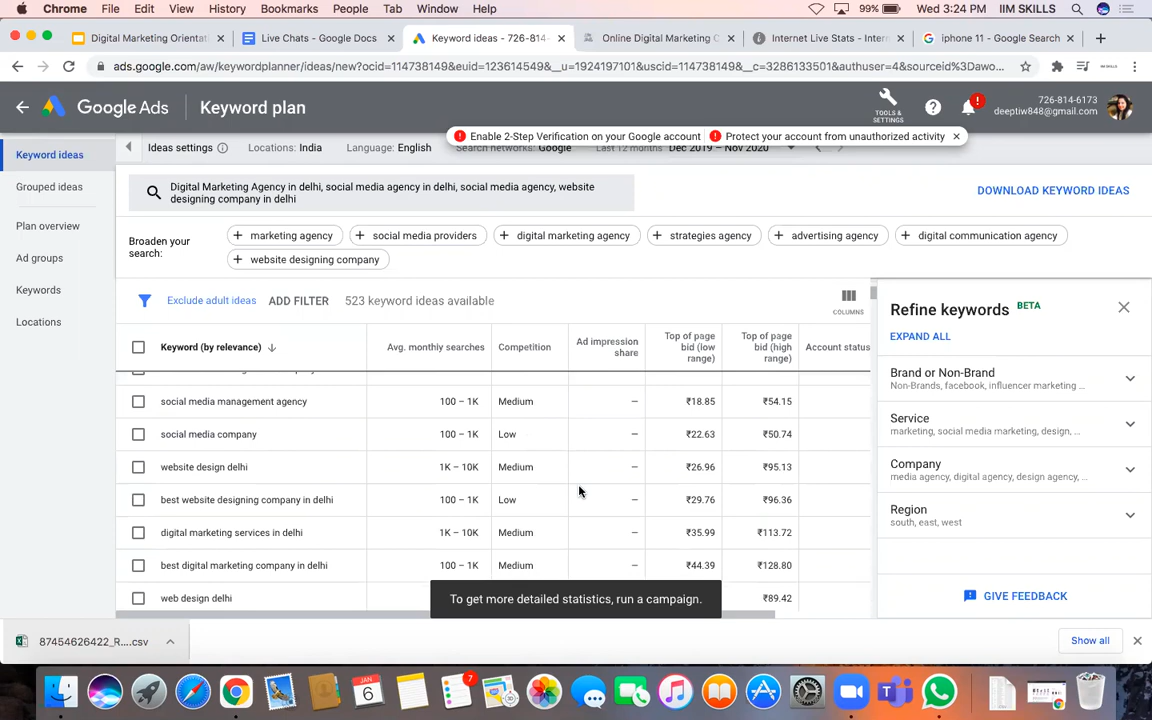 Chrome File Edit View History Bookmarks People Tab Window Help 99% Wed 3:24 PM IIM SKILLS
Digital Marketing Orientat × Live Chats - Google Docs × Keyword ideas - 726-814- × Online Digital Marketing C × Internet Live Stats - Intern × iphone 11 - Google Search ×
ads.google.com/aw/keywordplanner/ideas/new?ocid=114738149&euid=123614549&__u=1924197101&uscid=114738149&__c=3286133501&authuser=4&sourceid%3Dawo...
Google Ads Keyword plan
TOOLS & SETTINGS
726-814-6173
deeptiw848@gmail.com
Enable 2-Step Verification on your Google account Protect your account from unauthorized activity
Ideas settings Locations: India Language: English Search networks: Google Last 12 months Dec 2019 – Nov 2020
Keyword ideas
Grouped ideas
Plan overview
Ad groups
Keywords
Locations
Digital Marketing Agency in delhi, social media agency in delhi, social media agency, website
designing company in delhi
DOWNLOAD KEYWORD IDEAS
Broaden your search:
+ marketing agency + social media providers + digital marketing agency + strategies agency + advertising agency + digital communication agency
+ website designing company
Exclude adult ideas ADD FILTER 523 keyword ideas available COLUMNS
Keyword (by relevance) Avg. monthly searches Competition Ad impression share Top of page bid (low range) Top of page bid (high range) Account status
social media management agency 100 – 1K Medium – ₹18.85 ₹54.15
social media company 100 – 1K Low – ₹22.63 ₹50.74
website design delhi 1K – 10K Medium – ₹26.96 ₹95.13
best website designing company in delhi 100 – 1K Low – ₹29.76 ₹96.36
digital marketing services in delhi 1K – 10K Medium – ₹35.99 ₹113.72
best digital marketing company in delhi 100 – 1K Medium – ₹44.39 ₹128.80
web design delhi ₹89.42
To get more detailed statistics, run a campaign.
Refine keywords BETA
EXPAND ALL
Brand or Non-Brand
Non-Brands, facebook, influencer marketing ...
Service
marketing, social media marketing, design, ...
Company
media agency, digital agency, design agency, ...
Region
south, east, west
GIVE FEEDBACK
87454626422_R....csv
Show all
JAN
6
7